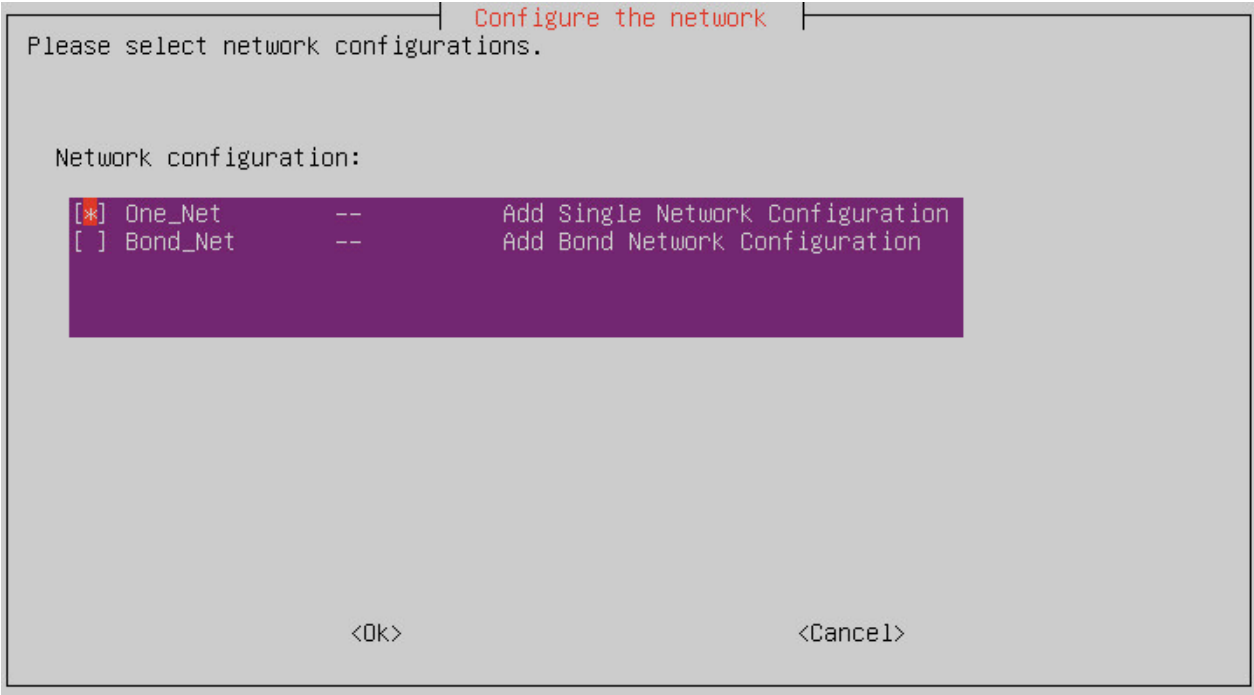 Configure the network
Please select network configurations.
Network configuration:
[*] One_Net -- Add Single Network Configuration
[ ] Bond_Net -- Add Bond Network Configuration
<Ok> <Cancel>